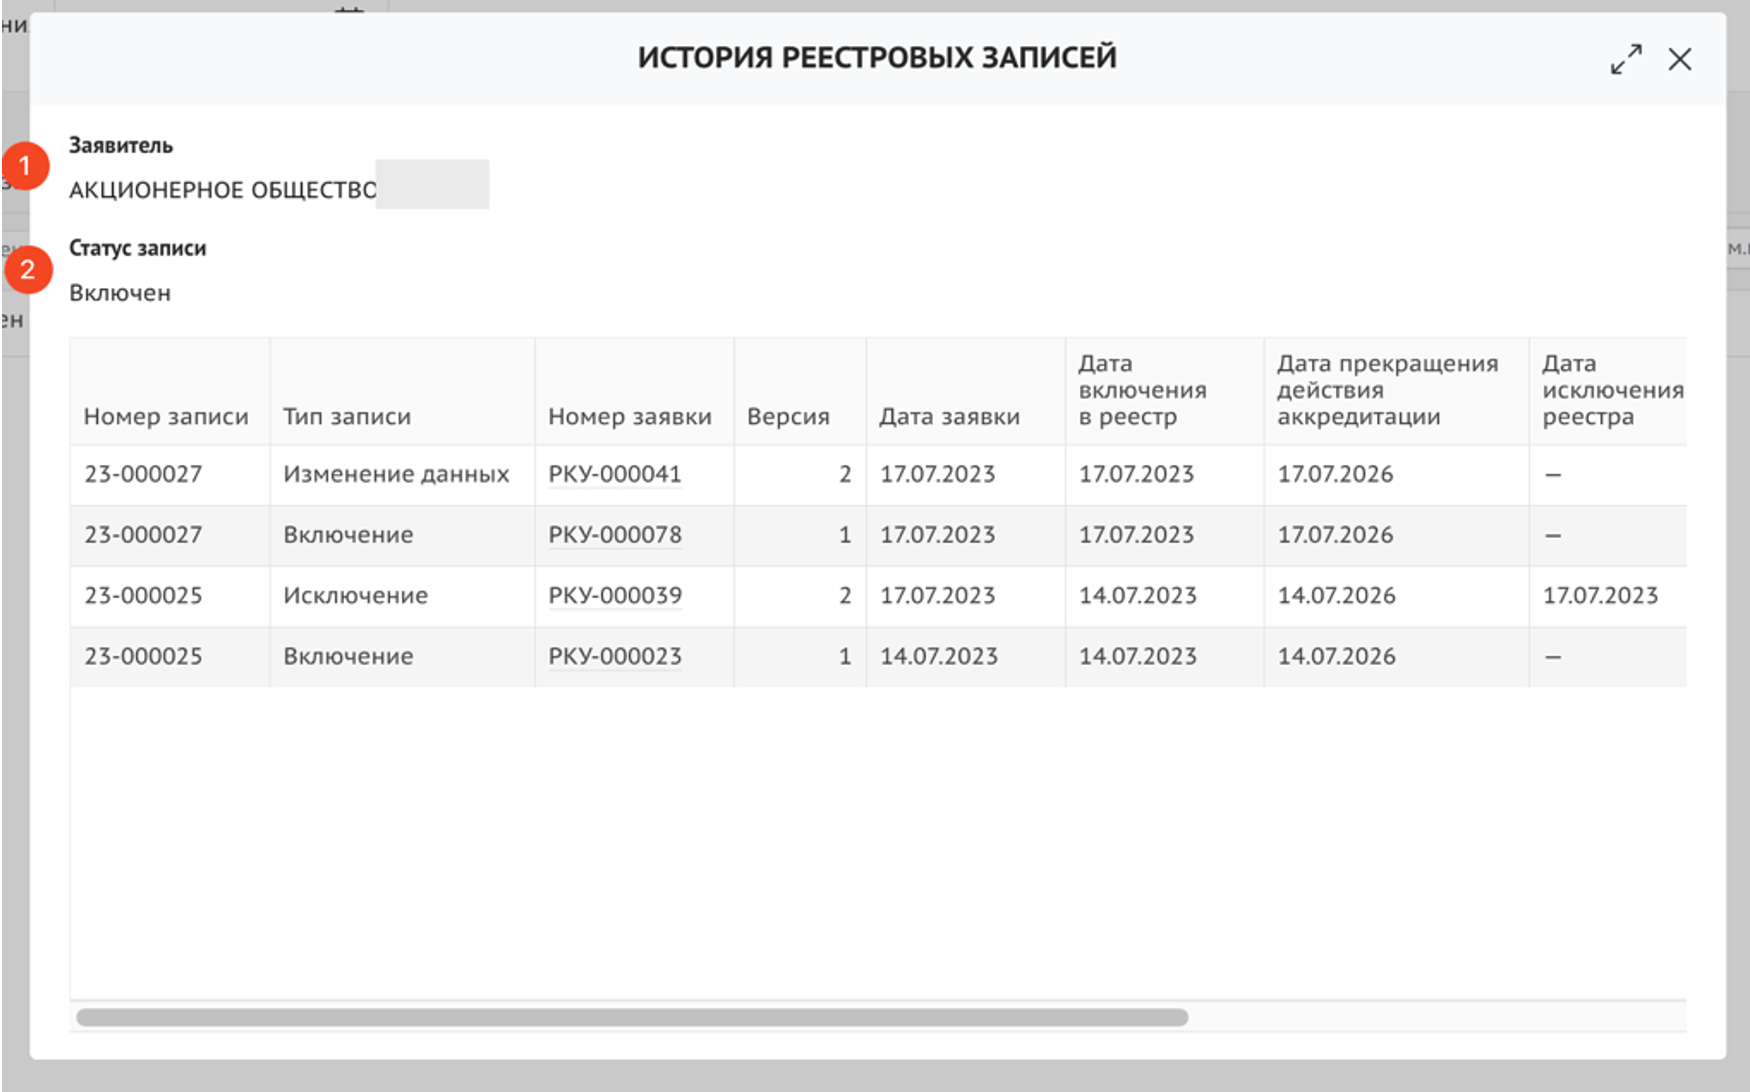 ИСТОРИЯ РЕЕСТРОВЫХ ЗАПИСЕЙ
1
Заявитель
АКЦИОНЕРНОЕ ОБЩЕСТВО
2
Статус записи
Включен
Номер записи Тип записи Номер заявки Версия Дата заявки Дата включения в реестр Дата прекращения действия аккредитации Дата исключения реестра
23-000027 Изменение данных РКУ-000041 2 17.07.2023 17.07.2023 17.07.2026 —
23-000027 Включение РКУ-000078 1 17.07.2023 17.07.2023 17.07.2026 —
23-000025 Исключение РКУ-000039 2 17.07.2023 14.07.2023 14.07.2026 17.07.2023
23-000025 Включение РКУ-000023 1 14.07.2023 14.07.2023 14.07.2026 —